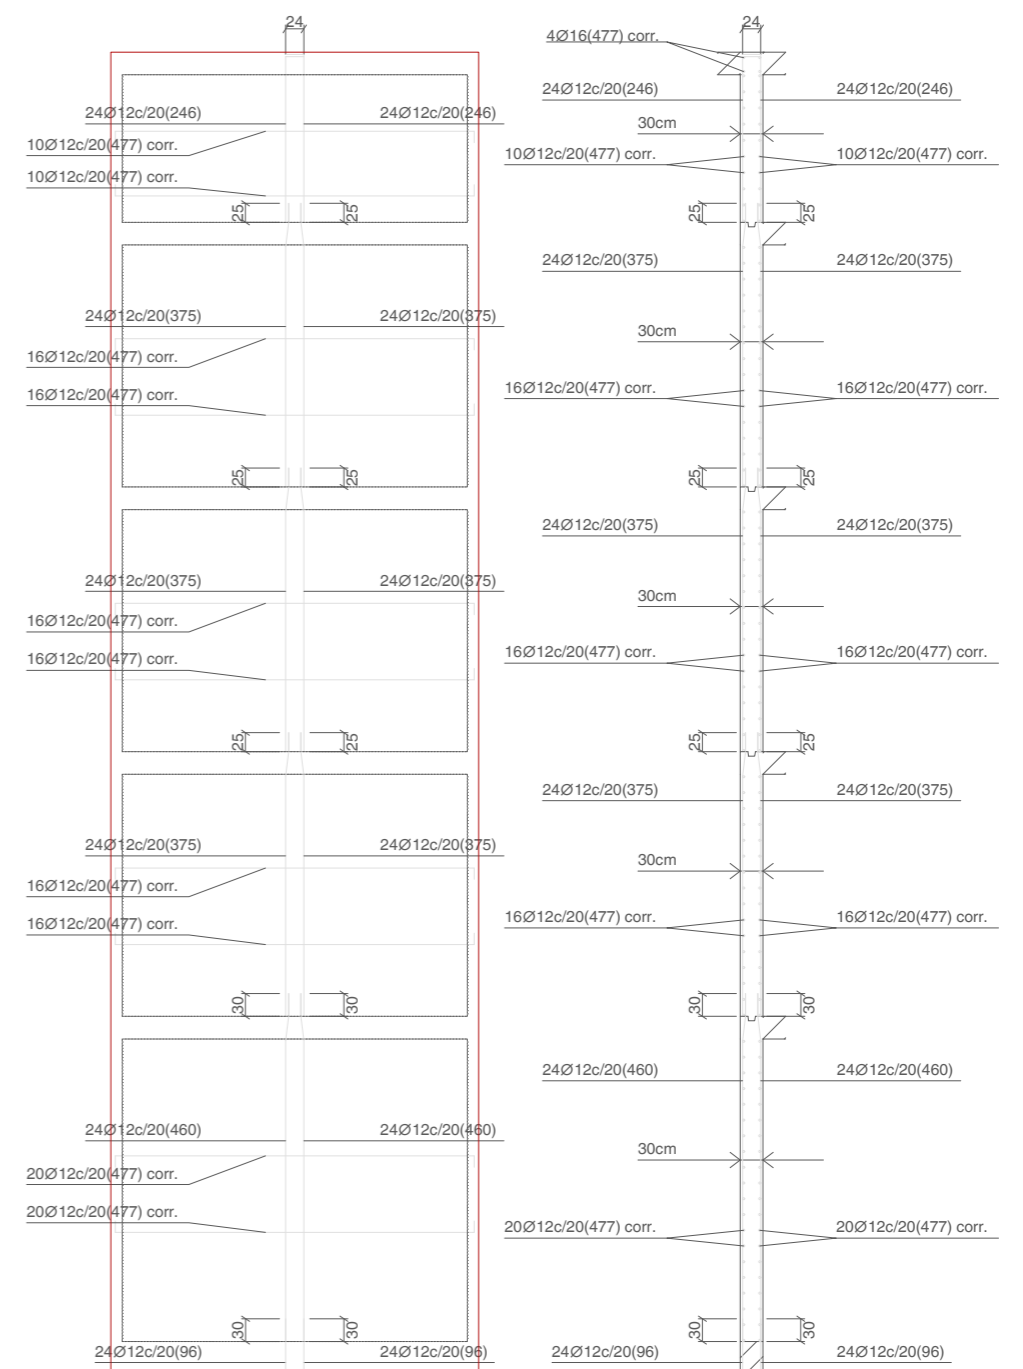 24
24Ø12c/20(246)
24Ø12c/20(246)
10Ø12c/20(477) corr.
10Ø12c/20(477) corr.
25
25
24Ø12c/20(375)
24Ø12c/20(375)
16Ø12c/20(477) corr.
16Ø12c/20(477) corr.
25
25
24Ø12c/20(375)
24Ø12c/20(375)
16Ø12c/20(477) corr.
16Ø12c/20(477) corr.
25
25
24Ø12c/20(375)
24Ø12c/20(375)
16Ø12c/20(477) corr.
16Ø12c/20(477) corr.
30
30
24Ø12c/20(460)
24Ø12c/20(460)
20Ø12c/20(477) corr.
20Ø12c/20(477) corr.
30
30
24Ø12c/20(96)
24Ø12c/20(96)
24
4Ø16(477) corr.
24Ø12c/20(246)
24Ø12c/20(246)
30cm
10Ø12c/20(477) corr.
10Ø12c/20(477) corr.
25
25
24Ø12c/20(375)
24Ø12c/20(375)
30cm
16Ø12c/20(477) corr.
16Ø12c/20(477) corr.
25
25
24Ø12c/20(375)
24Ø12c/20(375)
30cm
16Ø12c/20(477) corr.
16Ø12c/20(477) corr.
25
25
24Ø12c/20(375)
24Ø12c/20(375)
30cm
16Ø12c/20(477) corr.
16Ø12c/20(477) corr.
30
30
24Ø12c/20(460)
24Ø12c/20(460)
30cm
20Ø12c/20(477) corr.
20Ø12c/20(477) corr.
30
30
24Ø12c/20(96)
24Ø12c/20(96)